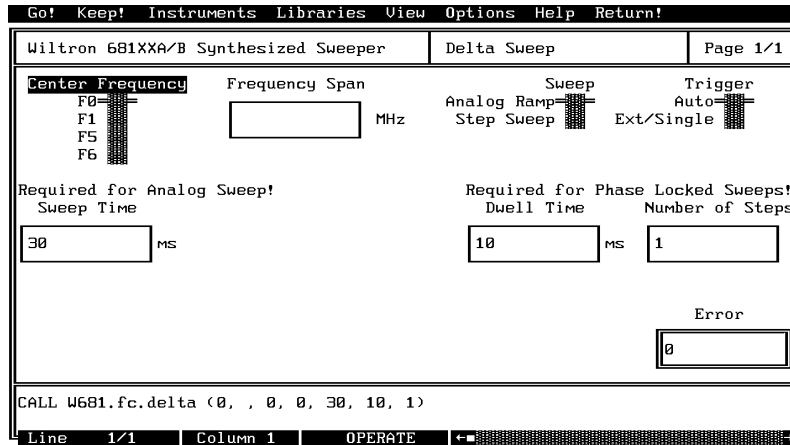 Go! Keep! Instruments Libraries View Options Help Return!
Wiltron 681XXA/B Synthesized Sweeper
Delta Sweep
Page 1/1
Center Frequency
F0
F1
F5
F6
Frequency Span
MHz
Sweep
Analog Ramp
Step Sweep
Trigger
Auto
Ext/Single
Required for Analog Sweep!
Sweep Time
30 ms
Required for Phase Locked Sweeps!
Dwell Time
10 ms
Number of Steps
1
Error
0
CALL W681.fc.delta (0, , 0, 0, 30, 10, 1)
Line 1/1 Column 1 OPERATE